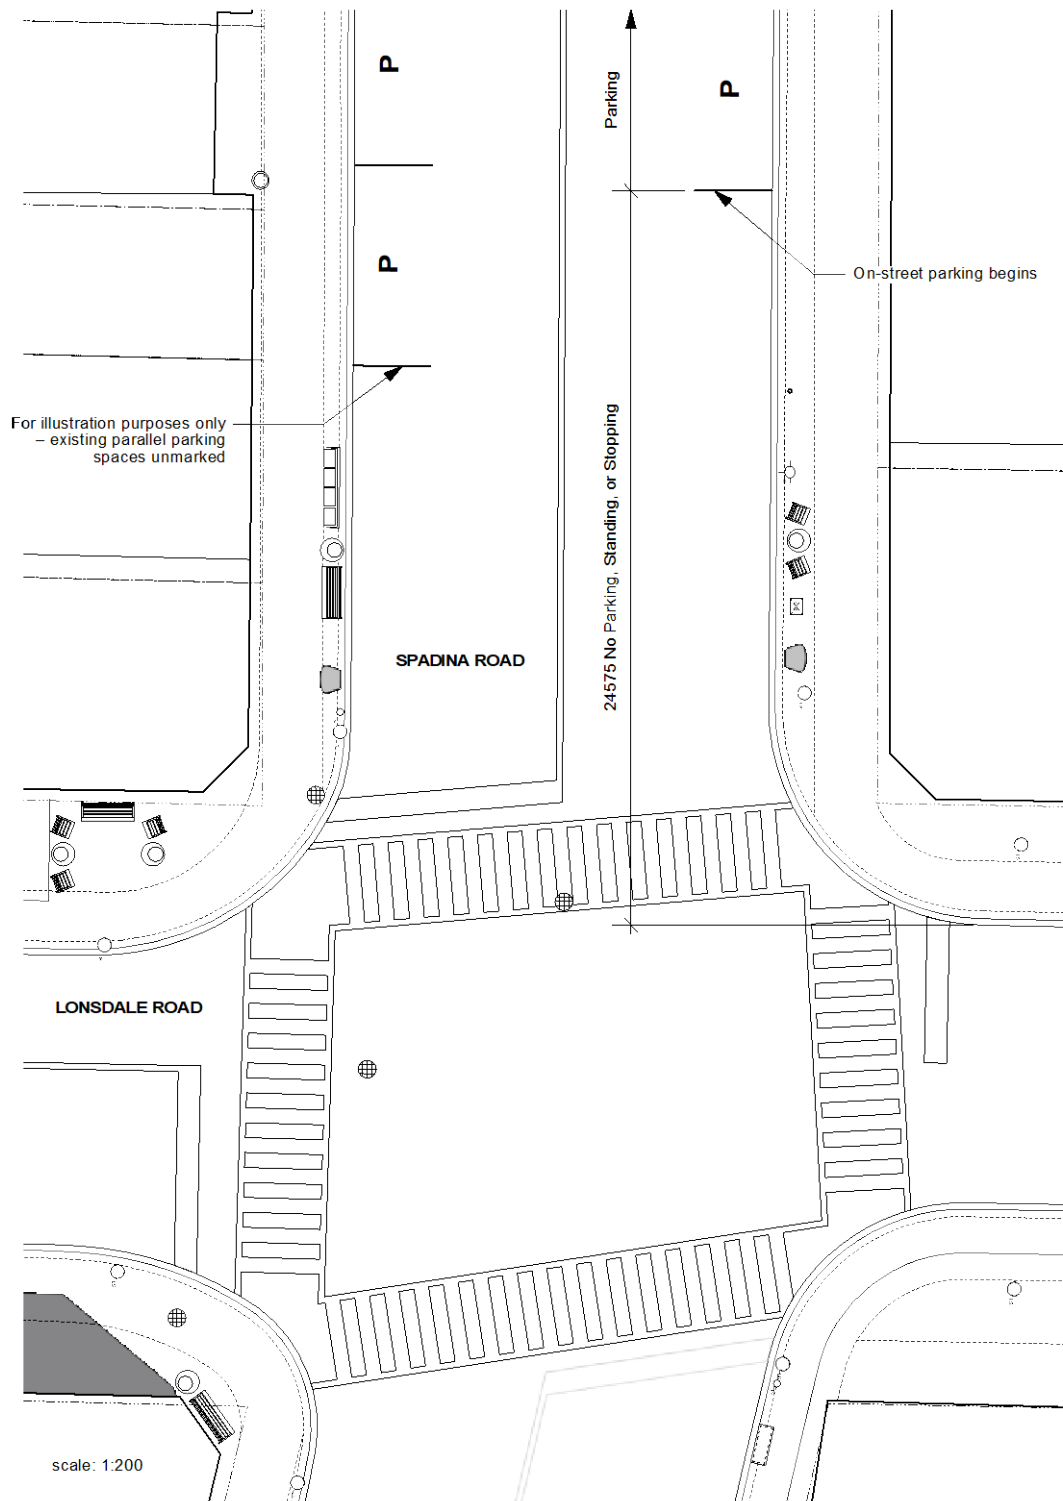 P
P
Parking
P
On-street parking begins
For illustration purposes only
– existing parallel parking
spaces unmarked
24575 No Parking, Standing, or Stopping
SPADINA ROAD
LONSDALE ROAD
scale: 1:200